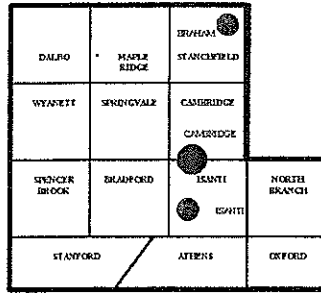 BRAHAM
DALBO
MAPLE
RIDGE
STANCHFIELD
WYANETT
SPRINGVALE
CAMBRIDGE
CAMBRIDGE
SPENCER
BROOK
BRADFORD
ISANTI
NORTH
BRANCH
ISANTI
STANFORD
ATHENS
OXFORD